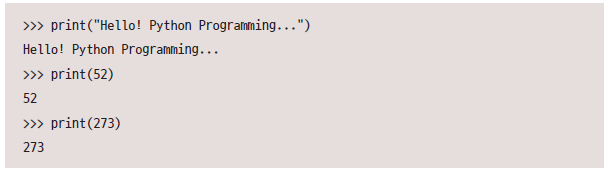 >>> print("Hello! Python Programming...")
Hello! Python Programming...
>>> print(52)
52
>>> print(273)
273